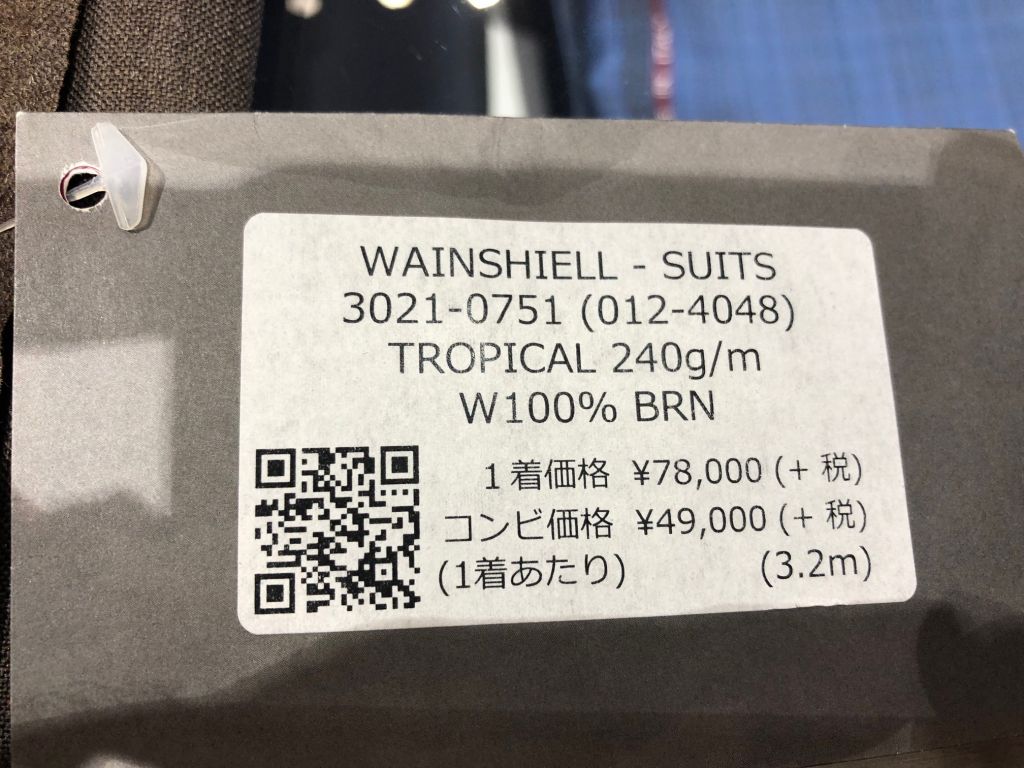 WAINSHIELL - SUITS
3021-0751 (012-4048)
TROPICAL 240g/m
W100% BRN
1着価格 ¥78,000 (+ 税)
コンビ価格 ¥49,000 (+ 税)
(1着あたり) (3.2m)